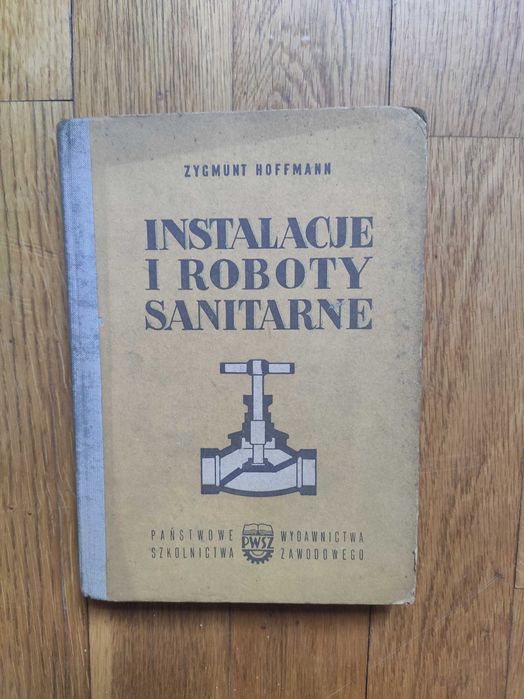 ZYGMUNT HOFFMANN
INSTALACJE
I ROBOTY
SANITARNE
PAŃSTWOWE WYDAWNICTWA
PWSZ
SZKOLNICTWA ZAWODOWEGO